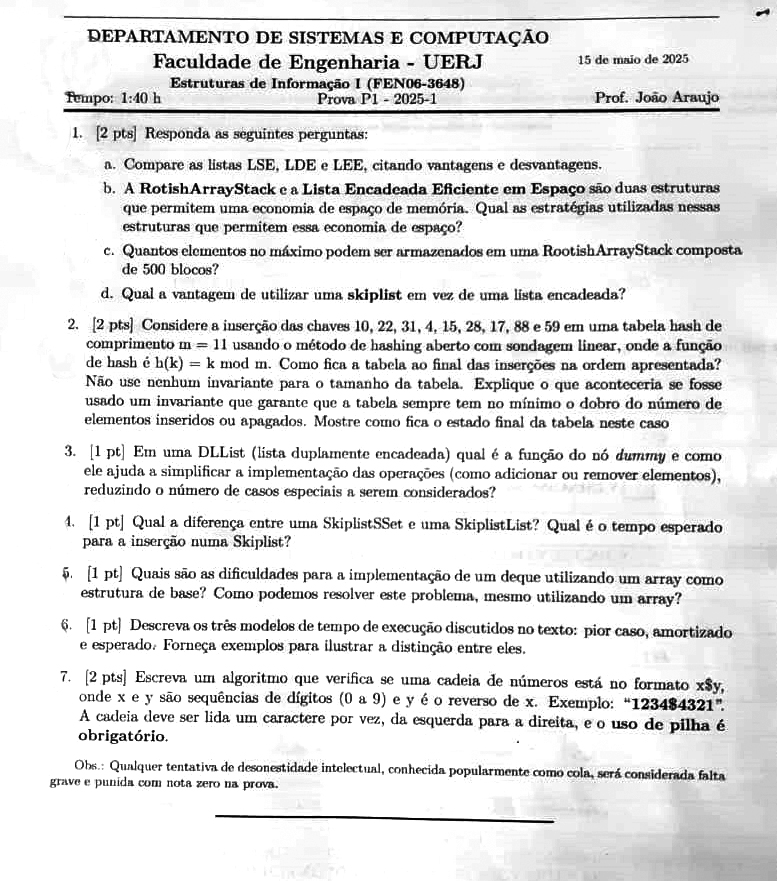 DEPARTAMENTO DE SISTEMAS E COMPUTAÇÃO
Faculdade de Engenharia - UERJ
15 de maio de 2025
Estruturas de Informação I (FEN06-3648)
Tempo: 1:40 h
Prova P1 - 2025-1
Prof. João Araujo
1. [2 pts] Responda as seguintes perguntas:
a. Compare as listas LSE, LDE e LEE, citando vantagens e desvantagens.
b. A RotishArrayStack e a Lista Encadeada Eficiente em Espaço são duas estruturas
que permitem uma economia de espaço de memória. Qual as estratégias utilizadas nessas
estruturas que permitem essa economia de espaço?
c. Quantos elementos no máximo podem ser armazenados em uma RootishArrayStack composta
de 500 blocos?
d. Qual a vantagem de utilizar uma skiplist em vez de uma lista encadeada?
2. [2 pts] Considere a inserção das chaves 10, 22, 31, 4, 15, 28, 17, 88 e 59 em uma tabela hash de
comprimento m = 11 usando o método de hashing aberto com sondagem linear, onde a função
de hash é h(k) = k mod m. Como fica a tabela ao final das inserções na ordem apresentada?
Não use nenhum invariante para o tamanho da tabela. Explique o que aconteceria se fosse
usado um invariante que garante que a tabela sempre tem no mínimo o dobro do número de
elementos inseridos ou apagados. Mostre como fica o estado final da tabela neste caso
3. [1 pt] Em uma DLList (lista duplamente encadeada) qual é a função do nó dummy e como
ele ajuda a simplificar a implementação das operações (como adicionar ou remover elementos),
reduzindo o número de casos especiais a serem considerados?
4. [1 pt] Qual a diferença entre uma SkiplistSSet e uma SkiplistList? Qual é o tempo esperado
para a inserção numa Skiplist?
5. [1 pt] Quais são as dificuldades para a implementação de um deque utilizando um array como
estrutura de base? Como podemos resolver este problema, mesmo utilizando um array?
6. [1 pt] Descreva os três modelos de tempo de execução discutidos no texto: pior caso, amortizado
e esperado. Forneça exemplos para ilustrar a distinção entre eles.
7. [2 pts] Escreva um algoritmo que verifica se uma cadeia de números está no formato x$y,
onde x e y são sequências de dígitos (0 a 9) e y é o reverso de x. Exemplo: "1234$4321".
A cadeia deve ser lida um caractere por vez, da esquerda para a direita, e o uso de pilha é
obrigatório.
Obs.: Qualquer tentativa de desonestidade intelectual, conhecida popularmente como cola, será considerada falta
grave e punida com nota zero na prova.